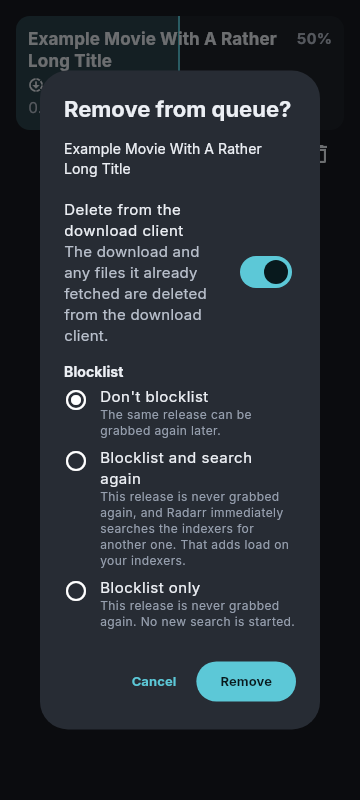 Example Movie With A Rather
50%
Long Title
0.
Remove from queue?
Example Movie With A Rather
Long Title
Delete from the
download client
The download and
any files it already
fetched are deleted
from the download
client.
Blocklist
Don't blocklist
The same release can be
grabbed again later.
Blocklist and search
again
This release is never grabbed
again, and Radarr immediately
searches the indexers for
another one. That adds load on
your indexers.
Blocklist only
This release is never grabbed
again. No new search is started.
Cancel
Remove